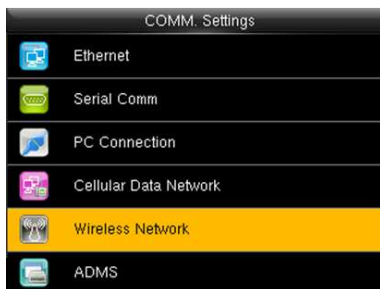 COMM. Settings
Ethernet
Serial Comm
PC Connection
Cellular Data Network
Wireless Network
ADMS